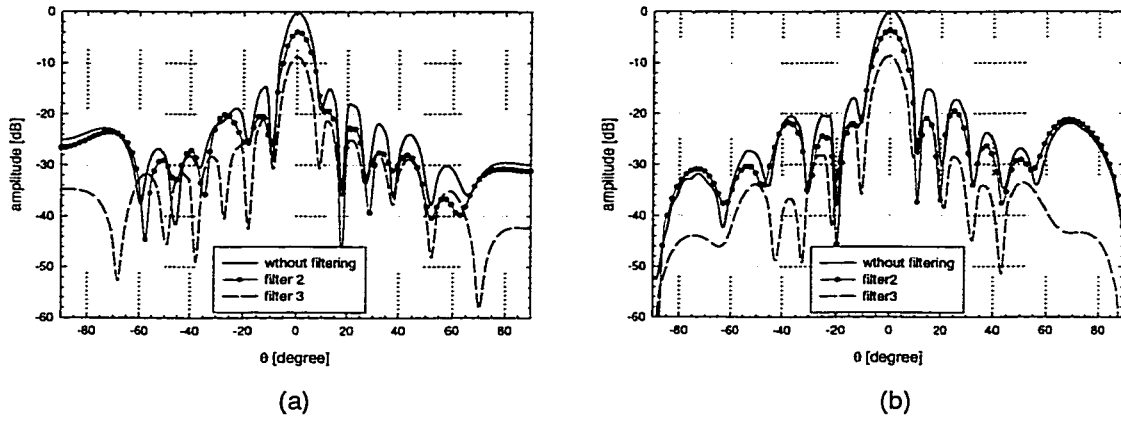 0
-10
-20
-30
-40
-50
-60
amplitude [dB]
without filtering
filter 2
filter 3
-80 -60 -40 -20 0 20 40 60 80
θ [degree]
(a)
0
-10
-20
-30
-40
-50
-60
amplitude [dB]
without filtering
filter2
filter3
-80 -60 -40 -20 0 20 40 60 80
θ [degree]
(b)